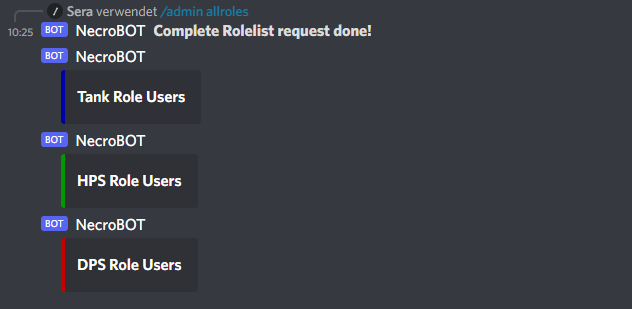 Sera verwendet /admin allroles
10:25 BOT NecroBOT Complete Rolelist request done!
BOT NecroBOT
Tank Role Users
BOT NecroBOT
HPS Role Users
BOT NecroBOT
DPS Role Users